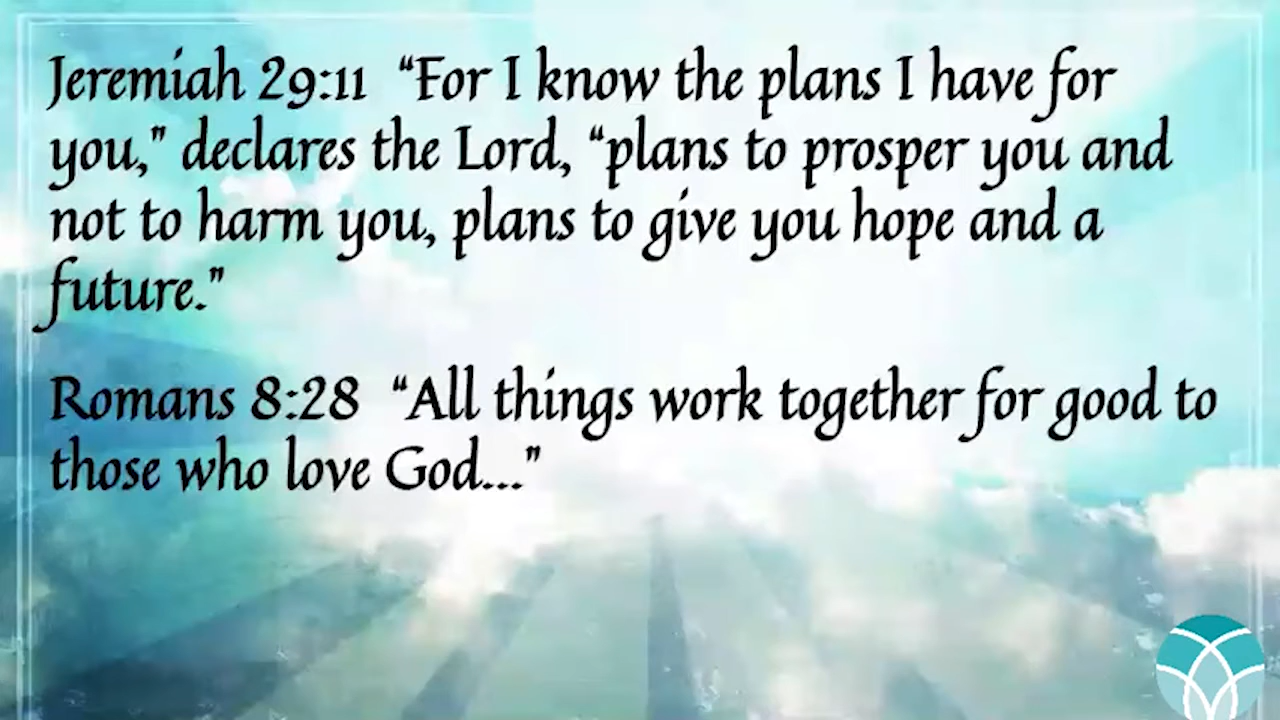 Jeremiah 29:11  “For I know the plans I have for
you,” declares the Lord, “plans to prosper you and
not to harm you, plans to give you hope and a
future.”
Romans 8:28  “All things work together for good to
those who love God...”